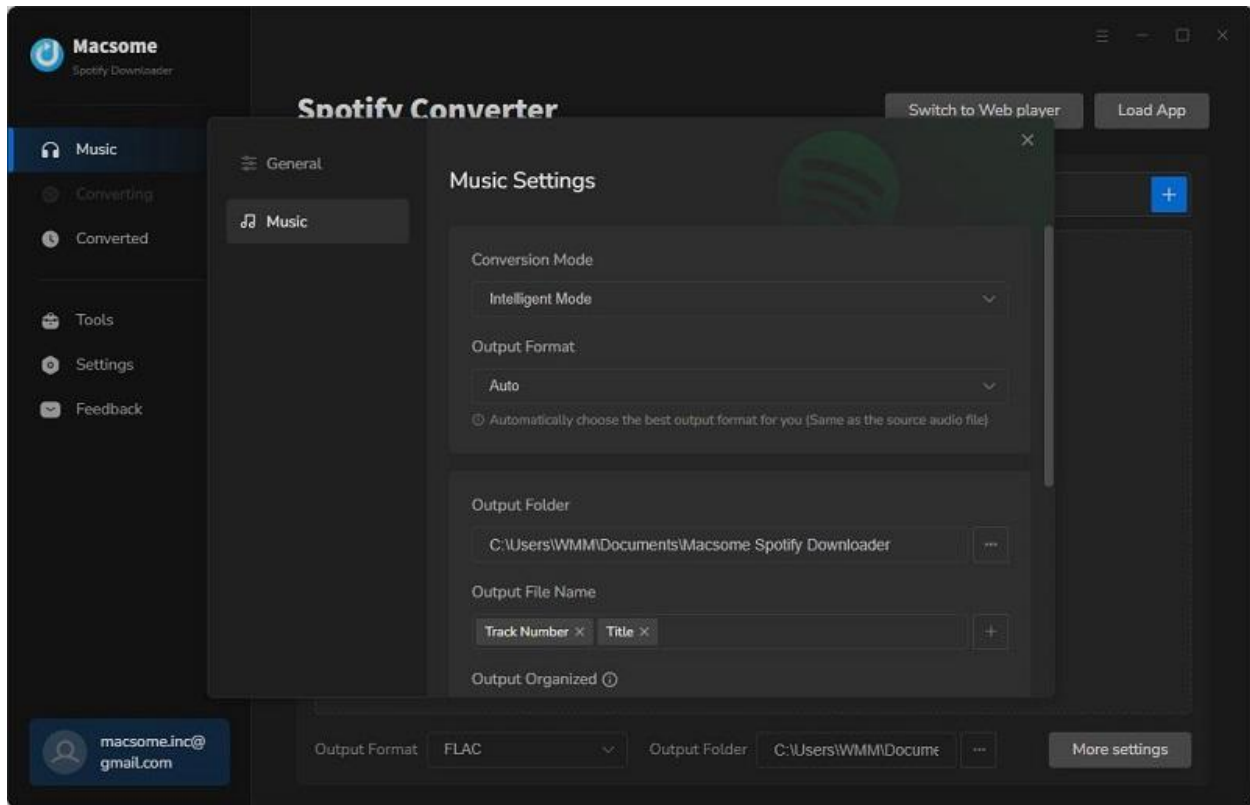 Macsome
Spotify Downloader
Music
Converting
Converted
Tools
Settings
Feedback
macsome.inc@
gmail.com
Spotify Converter
Switch to Web player
Load App
General
Music
Music Settings
Conversion Mode
Intelligent Mode
Output Format
Auto
Automatically choose the best output format for you (Same as the source audio file)
Output Folder
C:\Users\WMM\Documents\Macsome Spotify Downloader
...
Output File Name
Track Number × Title ×
+
Output Organized
Output Format FLAC Output Folder C:\Users\WMM\Docume ... More settings